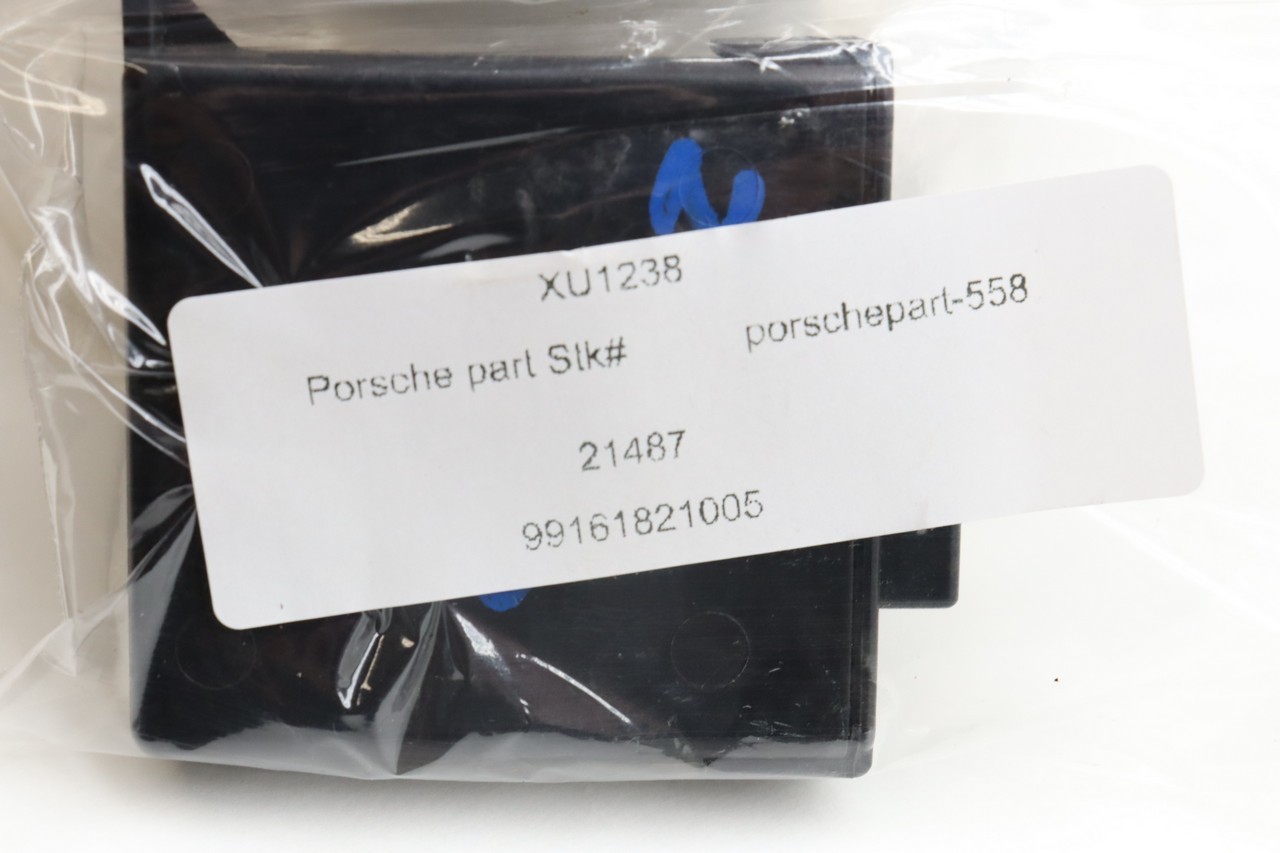 XU1238
Porsche part Stk# porschepart-558
21487
99161821005